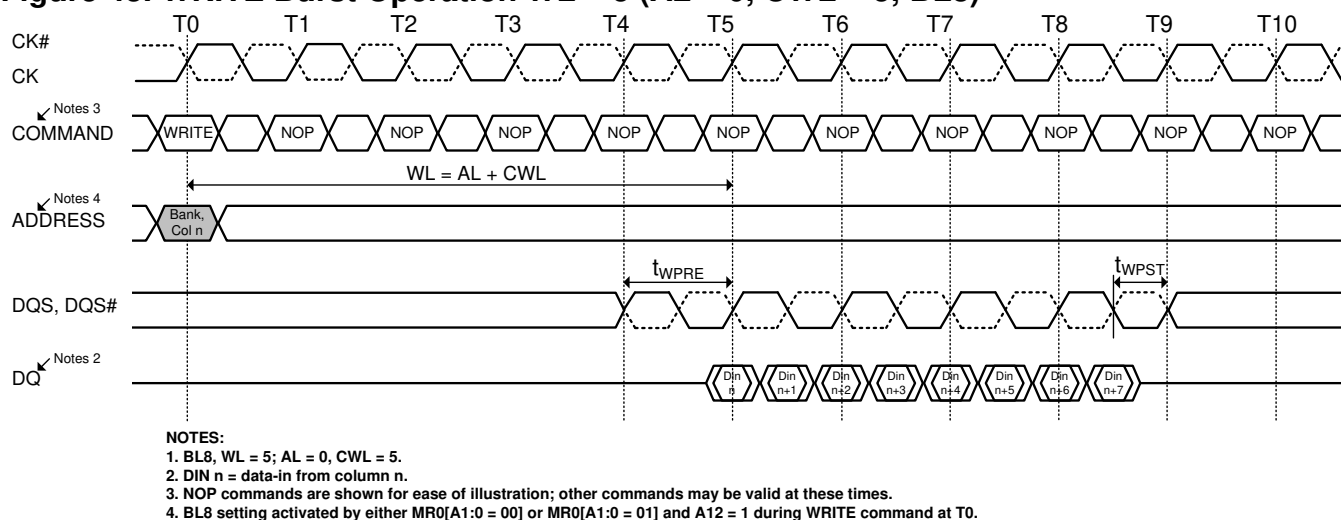 T0 T1 T2 T3 T4 T5 T6 T7 T8 T9 T10
CK#
CK
Notes 3
COMMAND
WRITE NOP NOP NOP NOP NOP NOP NOP NOP NOP NOP
WL = AL + CWL
Notes 4
ADDRESS
Bank,
Col n
tWPRE
tWPST
DQS, DQS#
Notes 2
DQ
Din Din Din Din Din Din Din Din
n n+1 n+2 n+3 n+4 n+5 n+6 n+7
NOTES:
1. BL8, WL = 5; AL = 0, CWL = 5.
2. DIN n = data-in from column n.
3. NOP commands are shown for ease of illustration; other commands may be valid at these times.
4. BL8 setting activated by either MR0[A1:0 = 00] or MR0[A1:0 = 01] and A12 = 1 during WRITE command at T0.